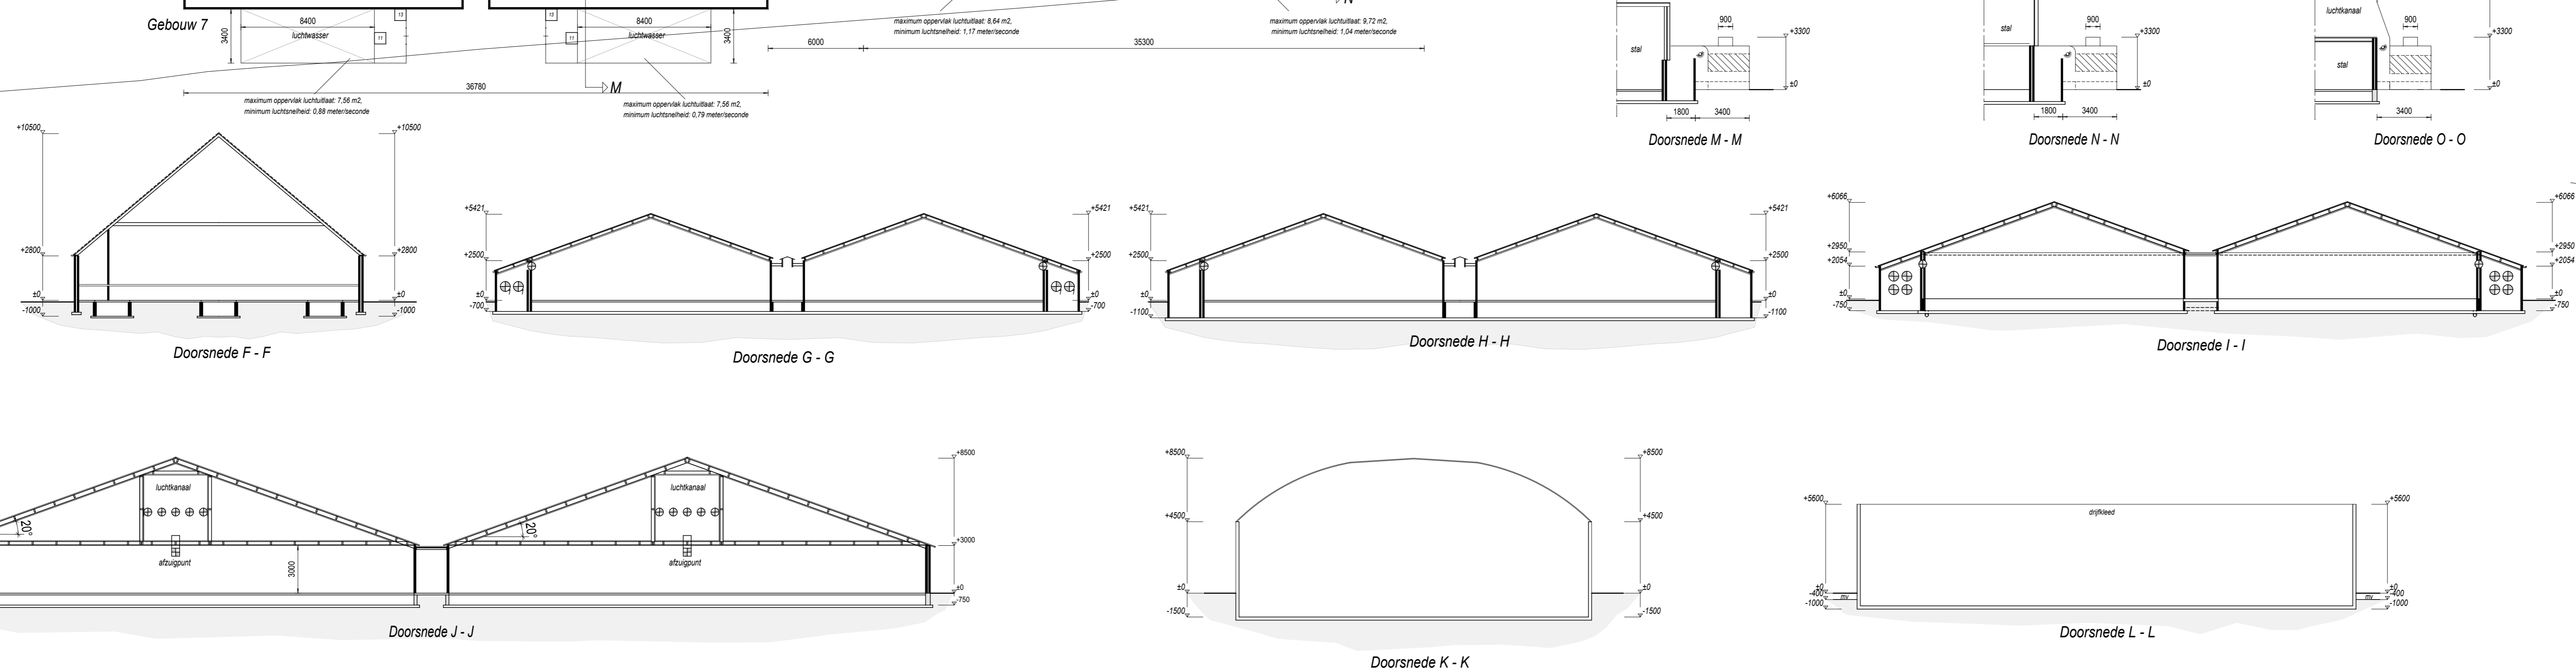 Gebouw 7
8400
luchtwasser
3400
13
11
8400
luchtwasser
3400
13
11
maximum oppervlak luchtuitlaat: 8,64 m2,
minimum luchtsnelheid: 1,17 meter/seconde
maximum oppervlak luchtuitlaat: 9,72 m2,
minimum luchtsnelheid: 1,04 meter/seconde
6000
35300
36780
M
maximum oppervlak luchtuitlaat: 7,56 m2,
minimum luchtsnelheid: 0,88 meter/seconde
maximum oppervlak luchtuitlaat: 7,56 m2,
minimum luchtsnelheid: 0,79 meter/seconde
stal
900
+3300
±0
1800
3400
Doorsnede M - M
stal
900
+3300
±0
1800
3400
Doorsnede N - N
luchtkanaal
stal
900
+3300
±0
3400
Doorsnede O - O
+10500
+10500
+2800
+2800
±0
±0
-1000
-1000
Doorsnede F - F
+5421
+5421
+2500
+2500
±0
±0
-700
-700
Doorsnede G - G
+5421
+5421
+2500
+2500
±0
±0
-1100
-1100
Doorsnede H - H
+6066
+6066
+2950
+2950
+2054
+2054
±0
±0
-750
-750
Doorsnede I - I
luchtkanaal
luchtkanaal
20°
20°
afzuigpunt
afzuigpunt
3000
+8500
+3000
±0
-750
Doorsnede J - J
+8500
+8500
+4500
+4500
±0
±0
-1500
-1500
Doorsnede K - K
+5600
+5600
drijfkleed
±0
±0
-400
-400
mv
mv
-1000
-1000
Doorsnede L - L